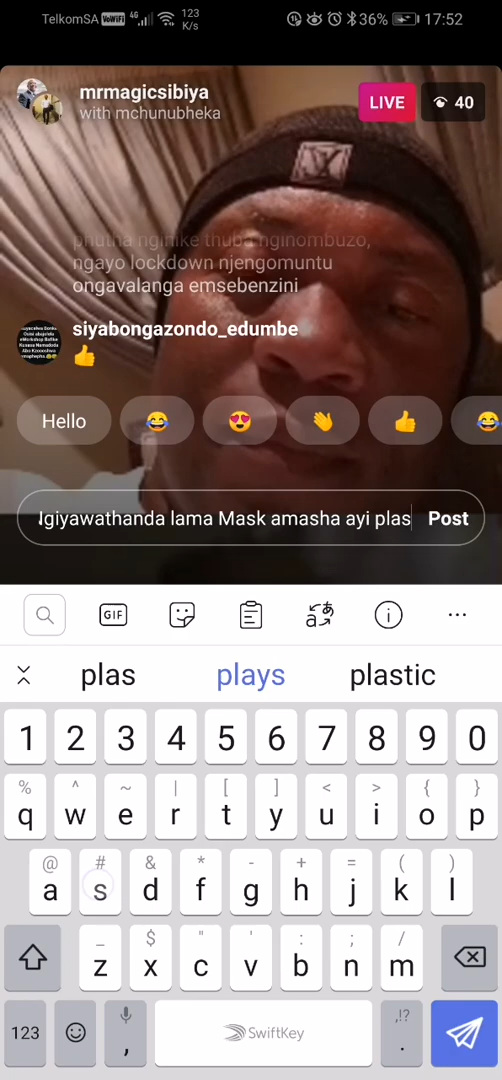 TelkomSA VoWiFi 4G 123 K/s 36% 17:52
mrmagicsibiya
with mchunubheka
LIVE 40
phutha nginike thuba nginombuzo,
ngayo lockdown njengomuntu
ongavalanga emsebenzini
siyabongazondo_edumbe
👍
Hello 😂 😍 👋 👍 😂
giyawathanda lama Mask amasha ayi plas Post
GIF
plas plays plastic
1 2 3 4 5 6 7 8 9 0
% ^ ~ | [ ] < > { }
q w e r t y u i o p
@ # & * - + = ( )
a s d f g h j k l
_ $ " ' : ; /
z x c v b n m
123 , SwiftKey ,!? .